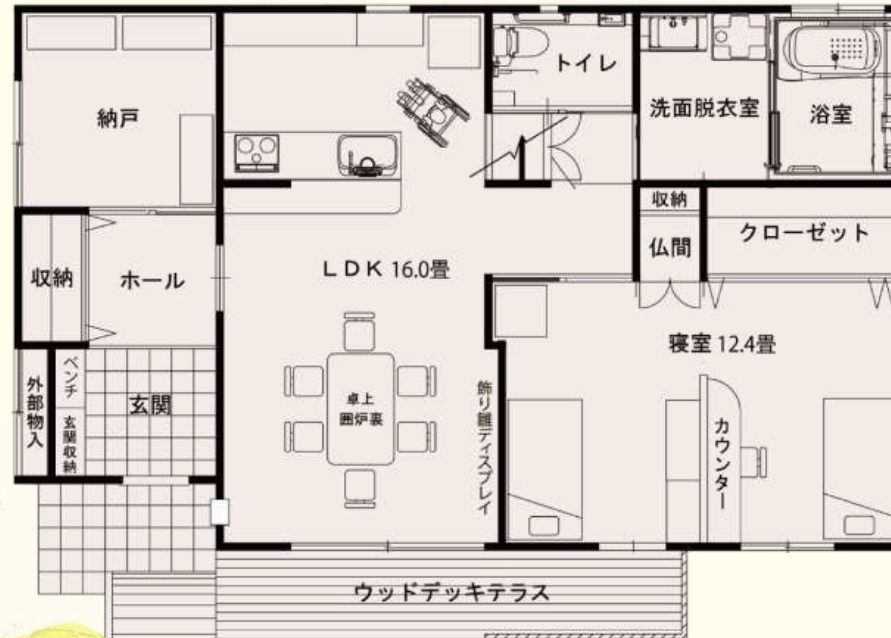 納戸
トイレ
洗面脱衣室
浴室
収納
ホール
LDK 16.0畳
収納
仏間
クローゼット
寝室 12.4畳
外部物入
ベンチ 玄関収納
玄関
卓上
囲炉裏
飾り雛ディスプレイ
カウンター
ウッドデッキテラス